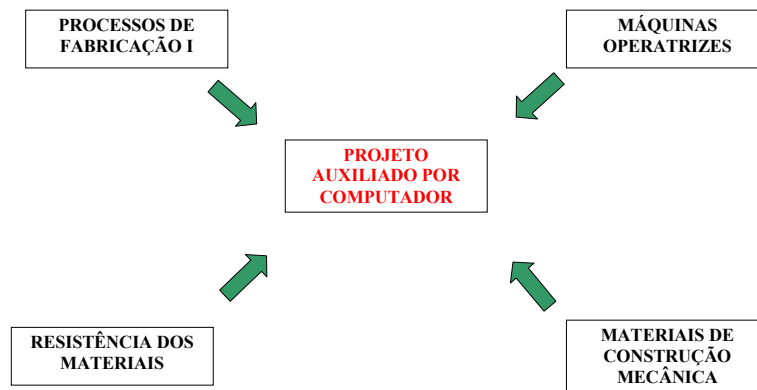 PROCESSOS DE
FABRICAÇÃO I
MÁQUINAS
OPERATRIZES
PROJETO
AUXILIADO POR
COMPUTADOR
RESISTÊNCIA DOS
MATERIAIS
MATERIAIS DE
CONSTRUÇÃO
MECÂNICA